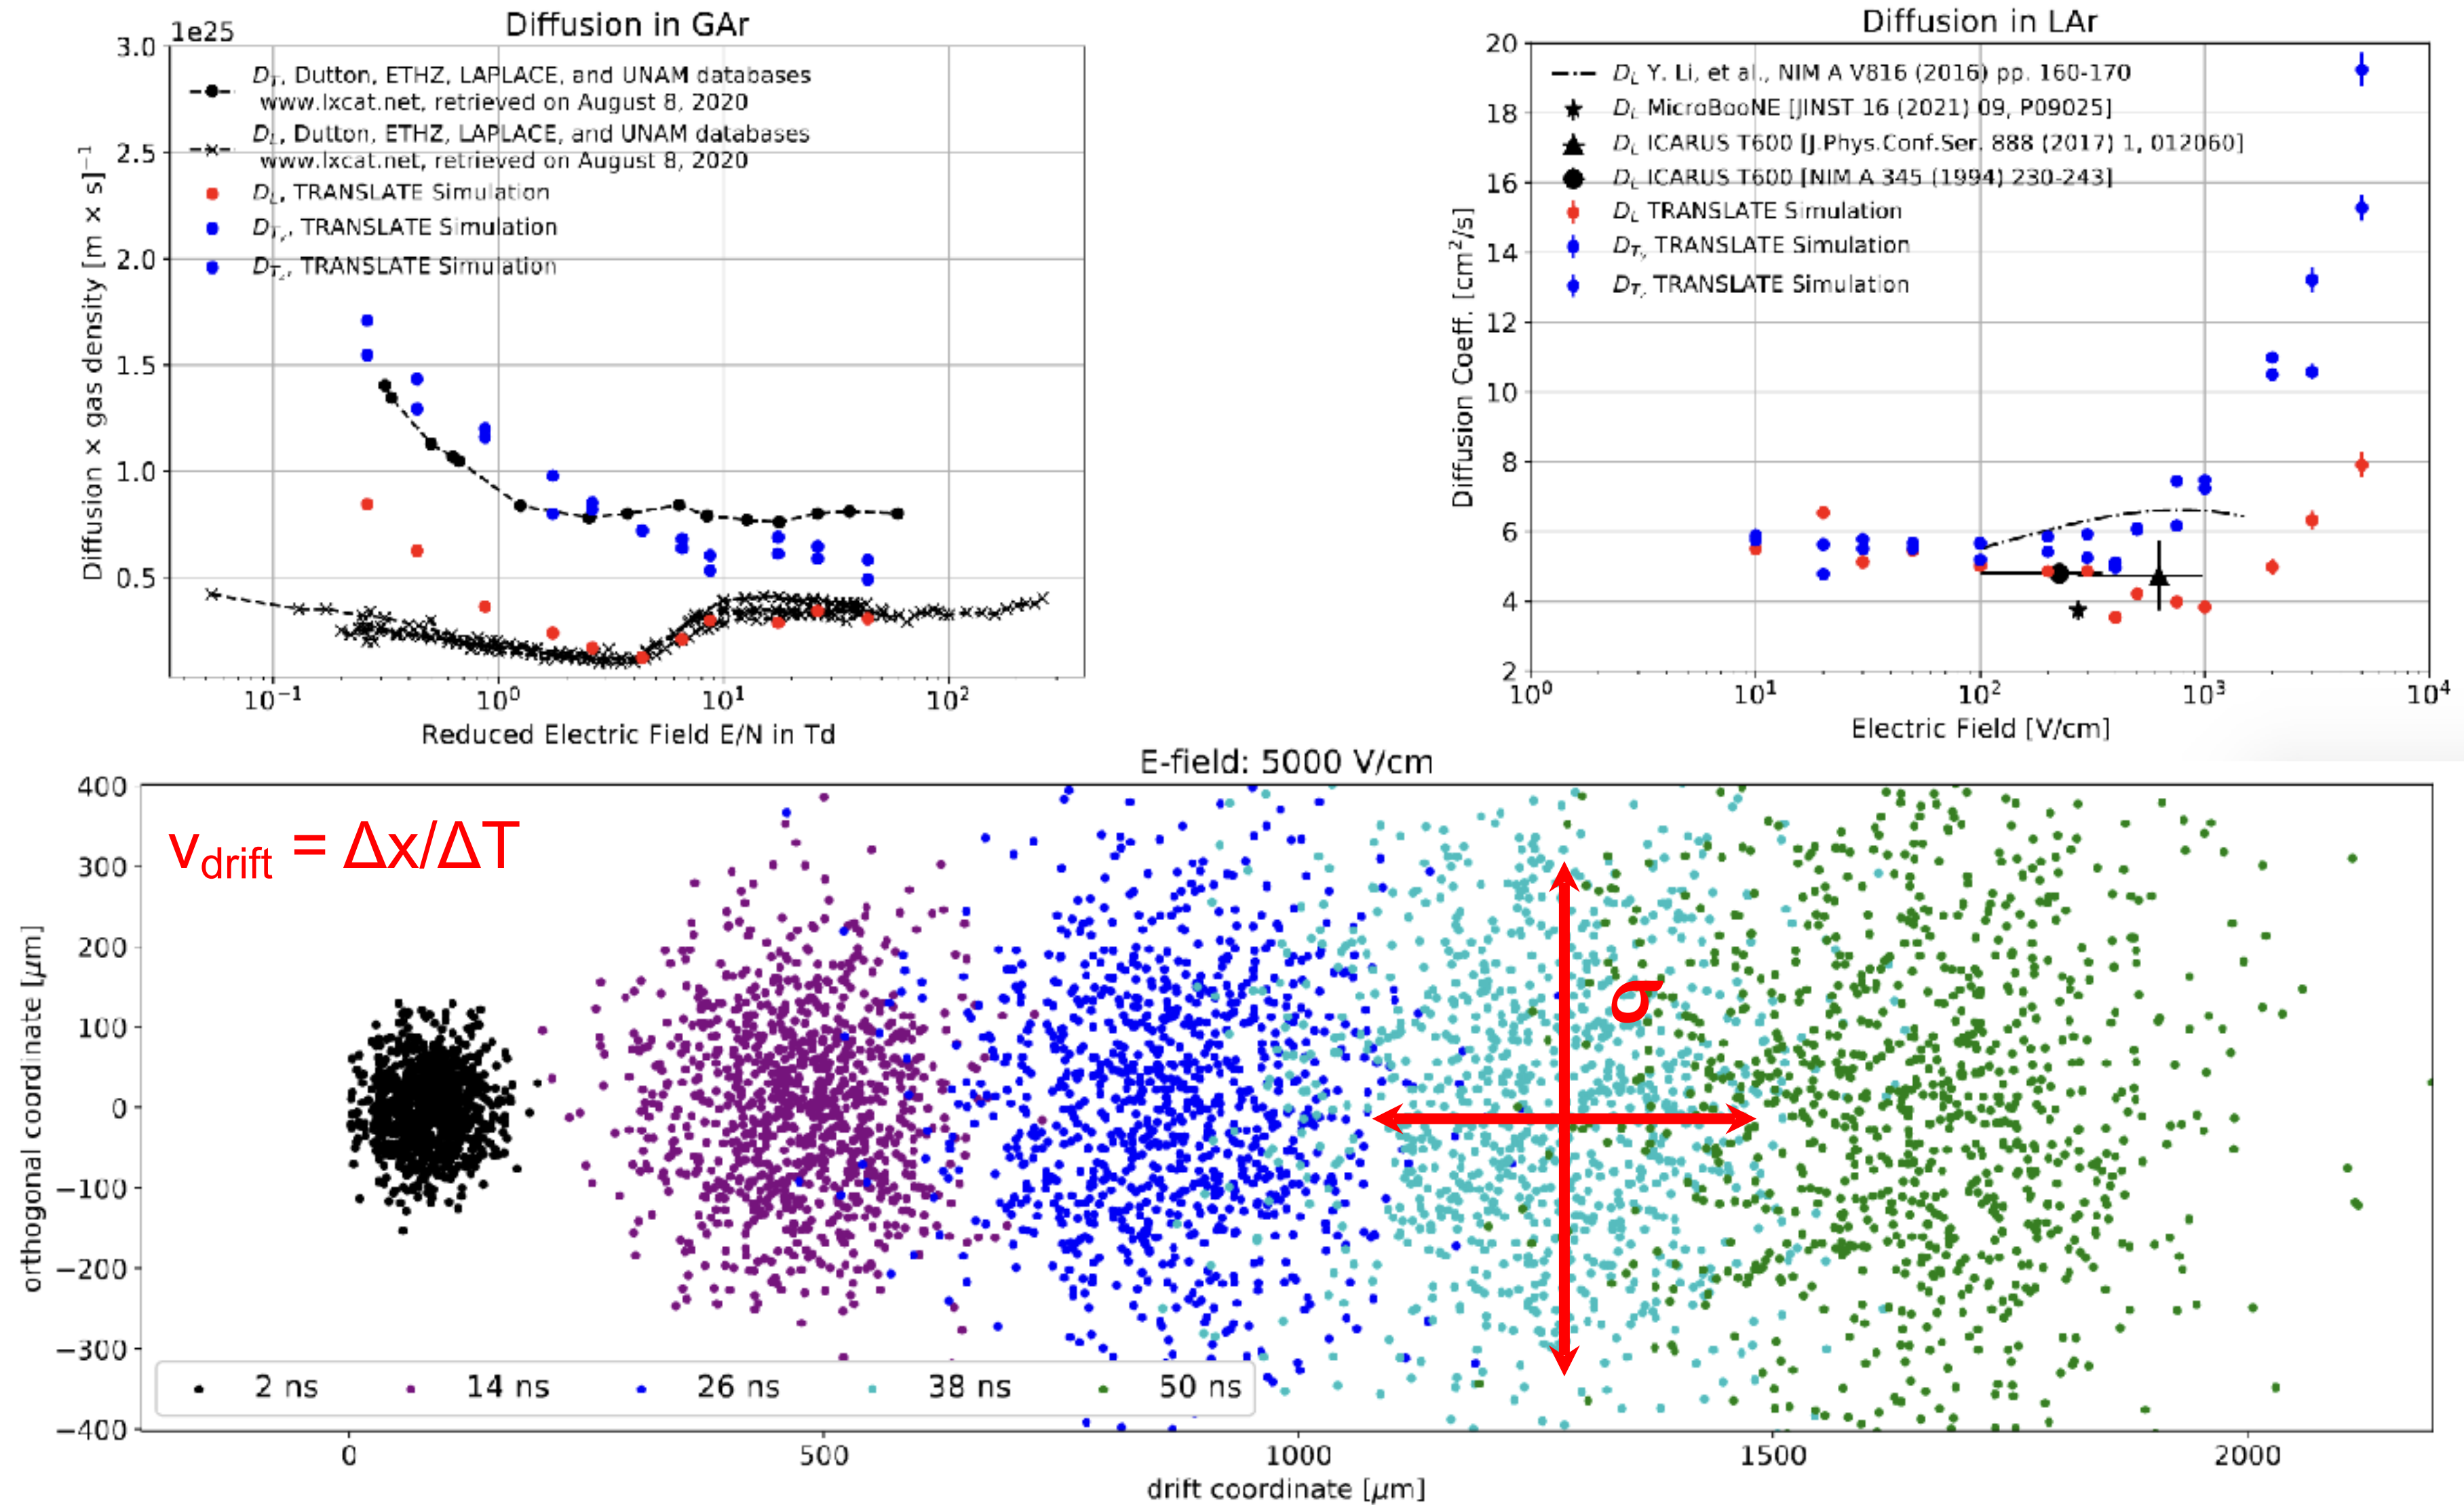 Diffusion in GAr
1e25
3.0
2.5
2.0
1.5
1.0
0.5
Diffusion × gas density [m × s]⁻¹
D_T, Dutton, ETHZ, LAPLACE, and UNAM databases
www.lxcat.net, retrieved on August 8, 2020
D_L, Dutton, ETHZ, LAPLACE, and UNAM databases
www.lxcat.net, retrieved on August 8, 2020
D_L, TRANSLATE Simulation
D_Ty, TRANSLATE Simulation
D_Tz, TRANSLATE Simulation
10⁻¹ 10⁰ 10¹ 10²
Reduced Electric Field E/N in Td
Diffusion in LAr
20
18
16
14
12
10
8
6
4
2
Diffusion Coeff. [cm²/s]
D_L Y. Li, et al., NIM A V816 (2016) pp. 160-170
D_L MicroBooNE [JINST 16 (2021) 09, P09025]
D_L ICARUS T600 [J.Phys.Conf.Ser. 888 (2017) 1, 012060]
D_L ICARUS T600 [NIM A 345 (1994) 230-243]
D_L TRANSLATE Simulation
D_Ty TRANSLATE Simulation
D_Tz TRANSLATE Simulation
10⁰ 10¹ 10² 10³ 10⁴
Electric Field [V/cm]
E-field: 5000 V/cm
400
300
200
100
0
−100
−200
−300
−400
orthogonal coordinate [μm]
v_drift = Δx/ΔT
σ
2 ns 14 ns 26 ns 38 ns 50 ns
0 500 1000 1500 2000
drift coordinate [μm]